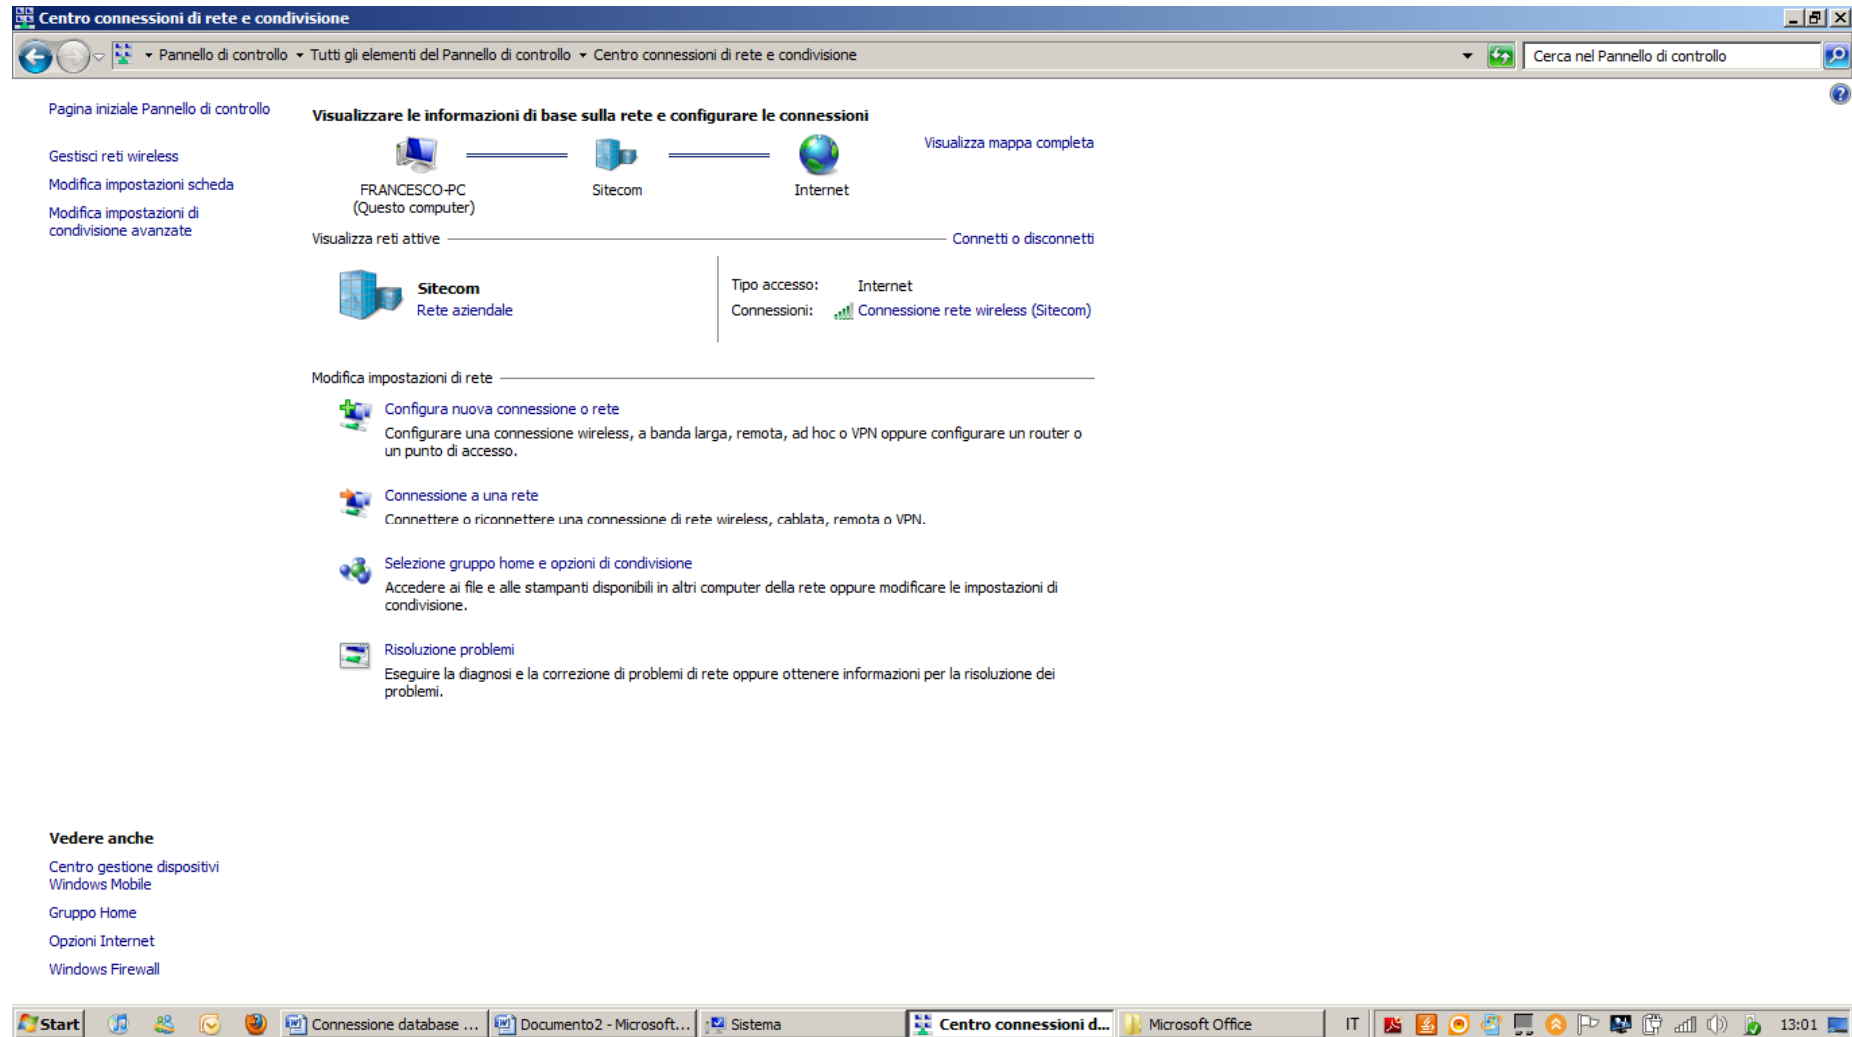 Centro connessioni di rete e condivisione
Pannello di controllo
Tutti gli elementi del Pannello di controllo
Centro connessioni di rete e condivisione
Cerca nel Pannello di controllo
Pagina iniziale Pannello di controllo
Gestisci reti wireless
Modifica impostazioni scheda
Modifica impostazioni di
condivisione avanzate
Visualizzare le informazioni di base sulla rete e configurare le connessioni
Visualizza mappa completa
FRANCESCO-PC
(Questo computer)
Sitecom
Internet
Visualizza reti attive
Connetti o disconnetti
Sitecom
Rete aziendale
Tipo accesso: Internet
Connessioni: Connessione rete wireless (Sitecom)
Modifica impostazioni di rete
Configura nuova connessione o rete
Configurare una connessione wireless, a banda larga, remota, ad hoc o VPN oppure configurare un router o
un punto di accesso.
Connessione a una rete
Connettere o riconnettere una connessione di rete wireless, cablata, remota o VPN.
Selezione gruppo home e opzioni di condivisione
Accedere ai file e alle stampanti disponibili in altri computer della rete oppure modificare le impostazioni di
condivisione.
Risoluzione problemi
Eseguire la diagnosi e la correzione di problemi di rete oppure ottenere informazioni per la risoluzione dei
problemi.
Vedere anche
Centro gestione dispositivi
Windows Mobile
Gruppo Home
Opzioni Internet
Windows Firewall
Start
Connessione database ...
Documento2 - Microsoft...
Sistema
Centro connessioni d...
Microsoft Office
IT
13:01